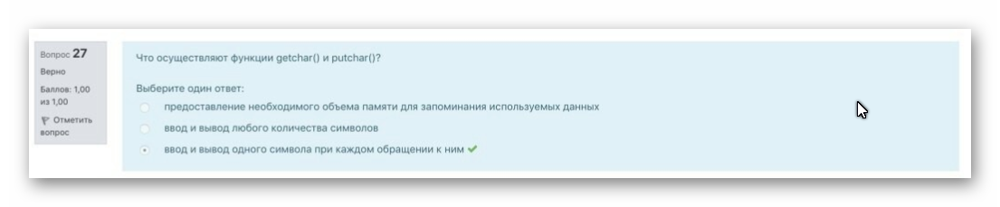 Вопрос 27
Верно
Баллов: 1,00
из 1,00
Отметить
вопрос
Что осуществляют функции getchar() и putchar()?
Выберите один ответ:
предоставление необходимого объема памяти для запоминания используемых данных
ввод и вывод любого количества символов
ввод и вывод одного символа при каждом обращении к ним